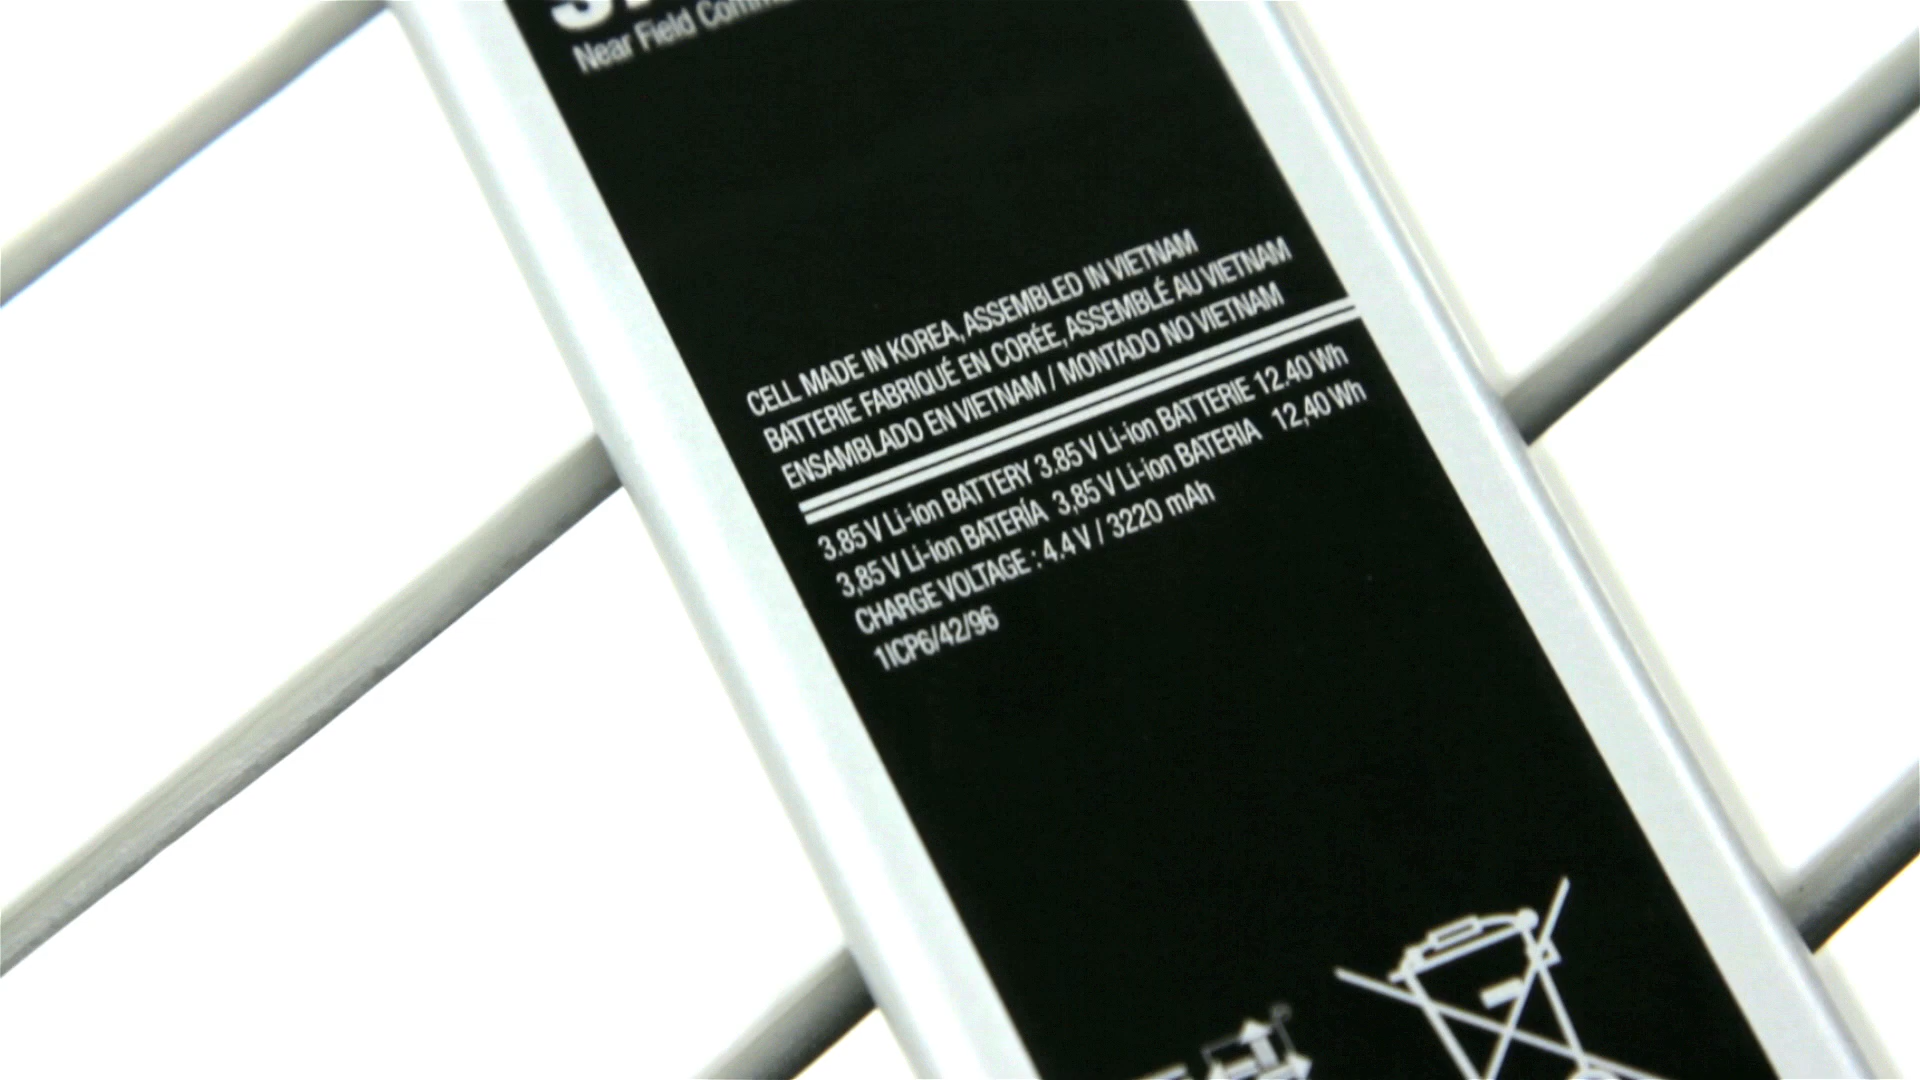 Near Field
CELL MADE IN KOREA, ASSEMBLED IN VIETNAM
BATTERIE FABRIQUÉ EN CORÉE, ASSEMBLÉ AU VIETNAM
ENSAMBLADO EN VIETNAM / MONTADO NO VIETNAM
3.85 V Li-ion BATTERY 3.85 V Li-ion BATTERIE 12.40 Wh
3,85 V Li-ion BATERÍA 3,85 V Li-ion BATERIA 12,40 Wh
CHARGE VOLTAGE : 4.4 V / 3220 mAh
1ICP6/42/96